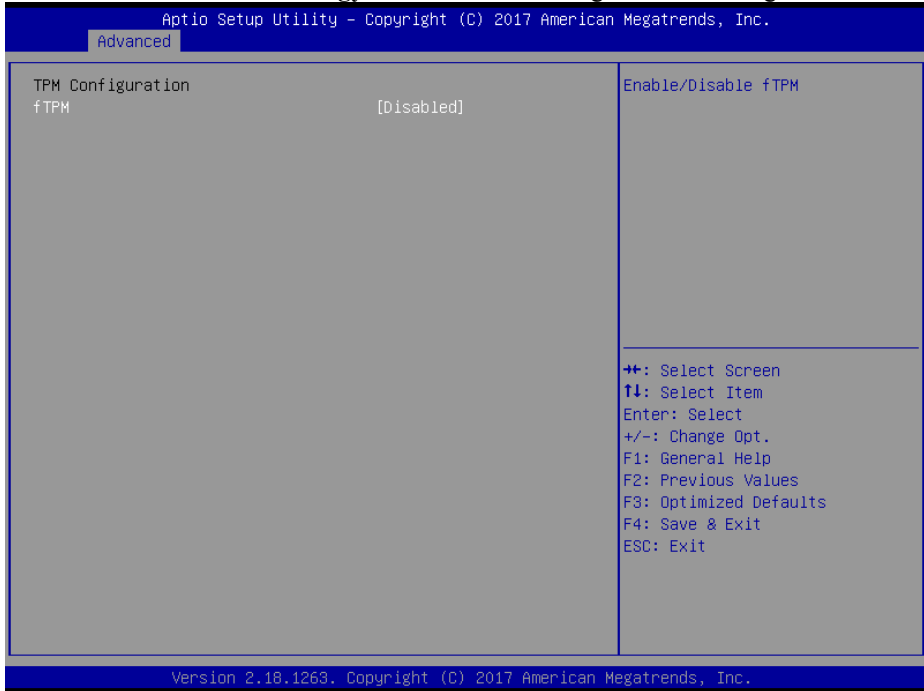 Aptio Setup Utility – Copyright (C) 2017 American Megatrends, Inc.
Advanced
TPM Configuration
fTPM [Disabled]
Enable/Disable fTPM
→←: Select Screen
↑↓: Select Item
Enter: Select
+/-: Change Opt.
F1: General Help
F2: Previous Values
F3: Optimized Defaults
F4: Save & Exit
ESC: Exit
Version 2.18.1263. Copyright (C) 2017 American Megatrends, Inc.